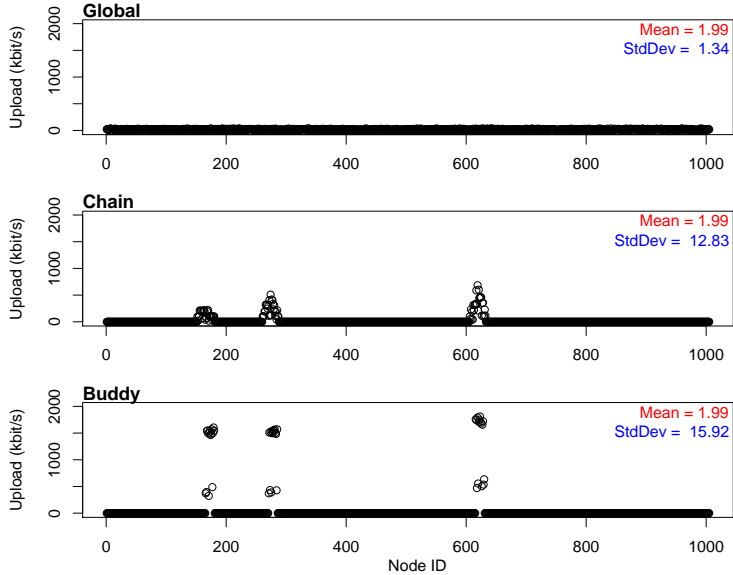 Global
Mean = 1.99
StdDev = 1.34
Upload (kbit/s)
2000
1000
0
0 200 400 600 800 1000
Chain
Mean = 1.99
StdDev = 12.83
Upload (kbit/s)
2000
1000
0
0 200 400 600 800 1000
Buddy
Mean = 1.99
StdDev = 15.92
Upload (kbit/s)
2000
1000
0
0 200 400 600 800 1000
Node ID